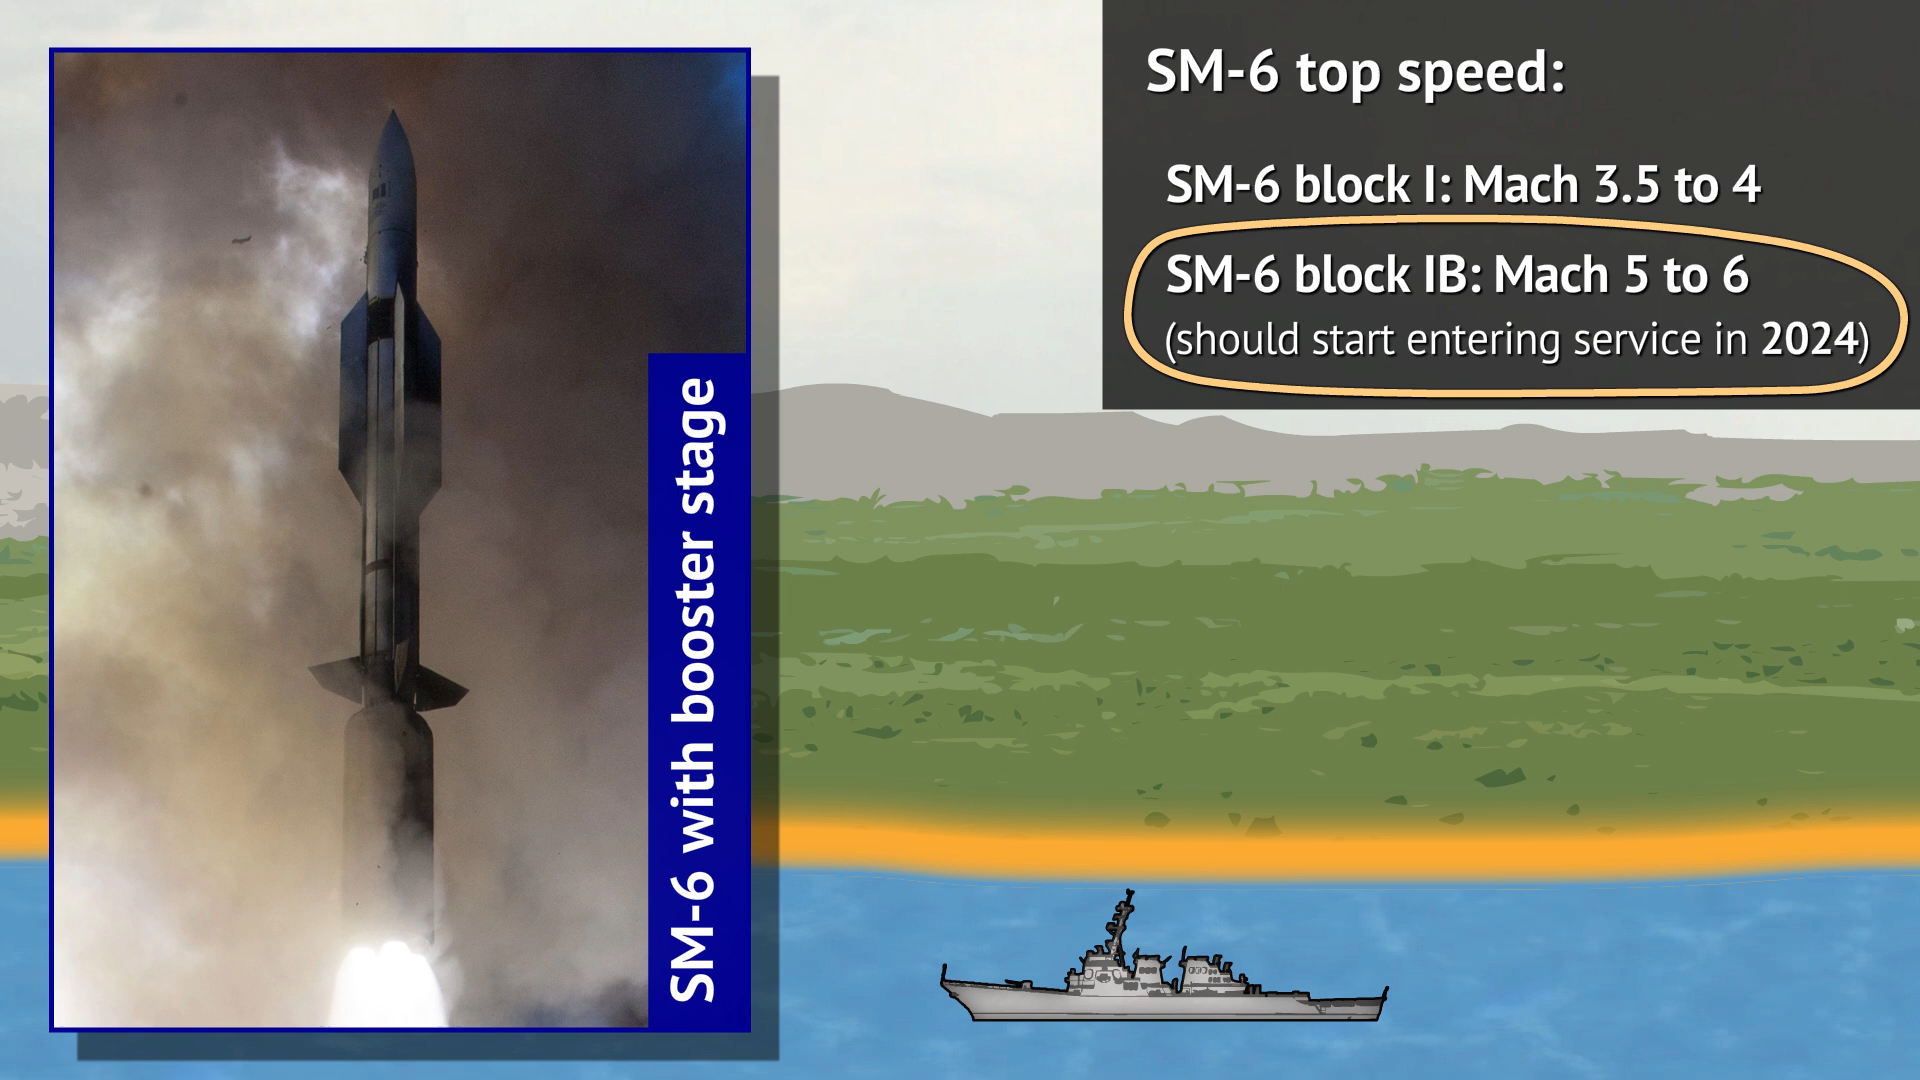 SM-6 with booster stage
SM-6 top speed:
SM-6 block I: Mach 3.5 to 4
SM-6 block IB: Mach 5 to 6
(should start entering service in 2024)